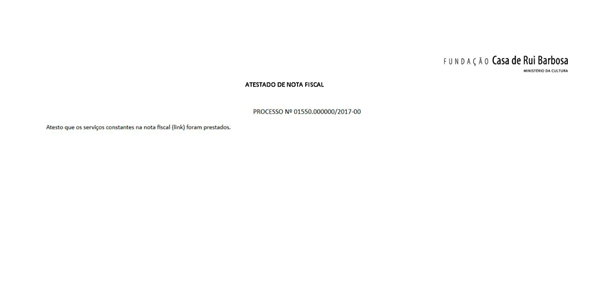 FUNDAÇÃO Casa de Rui Barbosa
MINISTÉRIO DA CULTURA
ATESTADO DE NOTA FISCAL
PROCESSO Nº 01550.000000/2017-00
Atesto que os serviços constantes na nota fiscal (link) foram prestados.